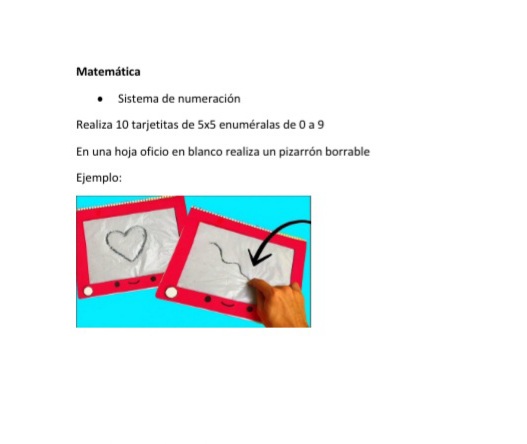 Matemática
• Sistema de numeración
Realiza 10 tarjetitas de 5x5 enuméralas de 0 a 9
En una hoja oficio en blanco realiza un pizarrón borrable
Ejemplo: